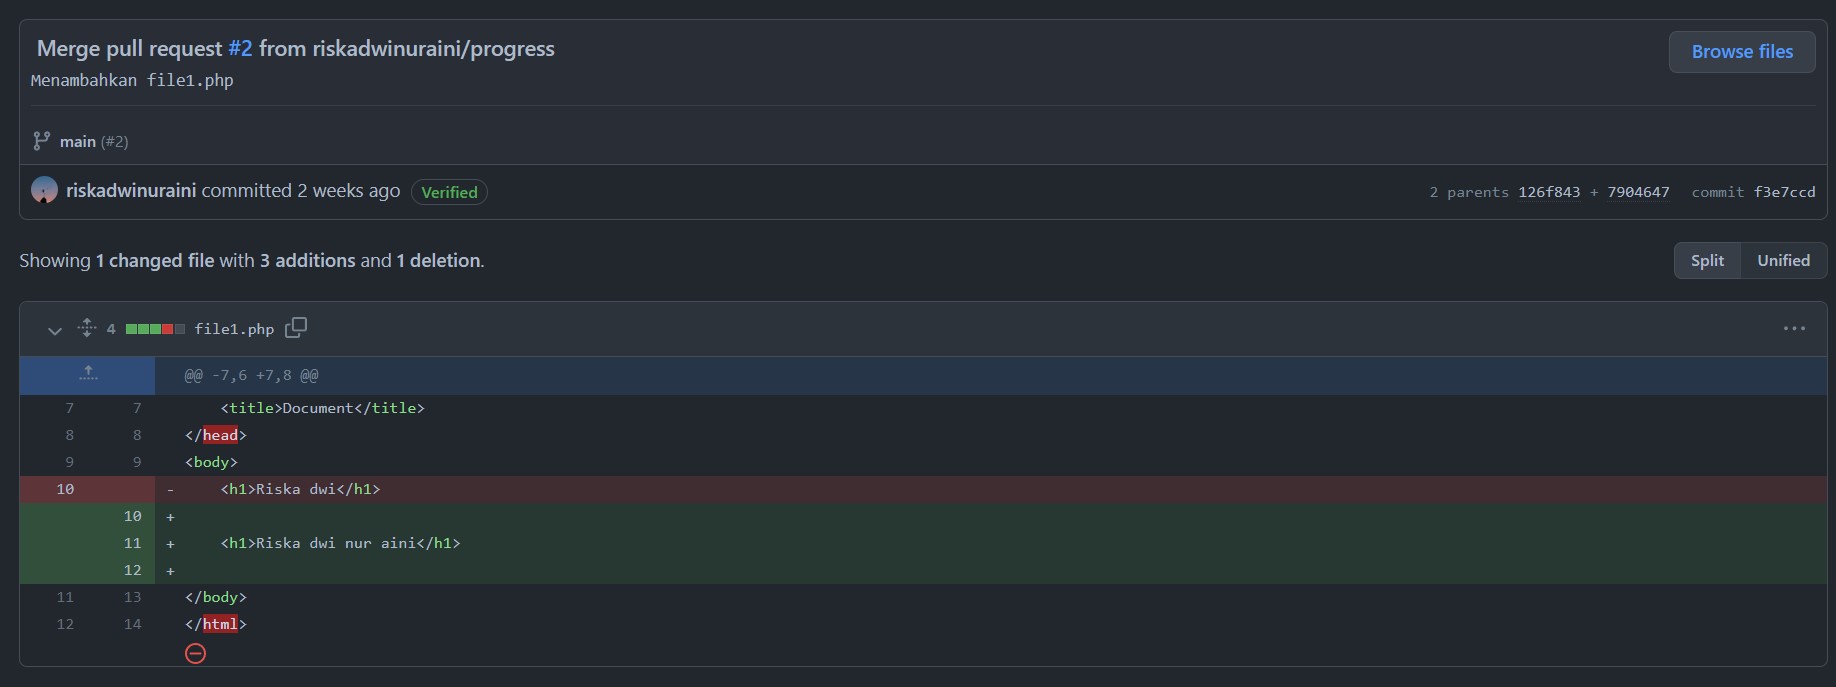 Merge pull request #2 from riskadwinuraini/progress
Browse files
Menambahkan file1.php
main (#2)
riskadwinuraini committed 2 weeks ago Verified
2 parents 126f843 + 7904647 commit f3e7ccd
Showing 1 changed file with 3 additions and 1 deletion.
Split Unified
4 file1.php
@@ -7,6 +7,8 @@
7 7 <title>Document</title>
8 8 </head>
9 9 <body>
10 - <h1>Riska dwi</h1>
10 +
11 + <h1>Riska dwi nur aini</h1>
12 +
11 13 </body>
12 14 </html>